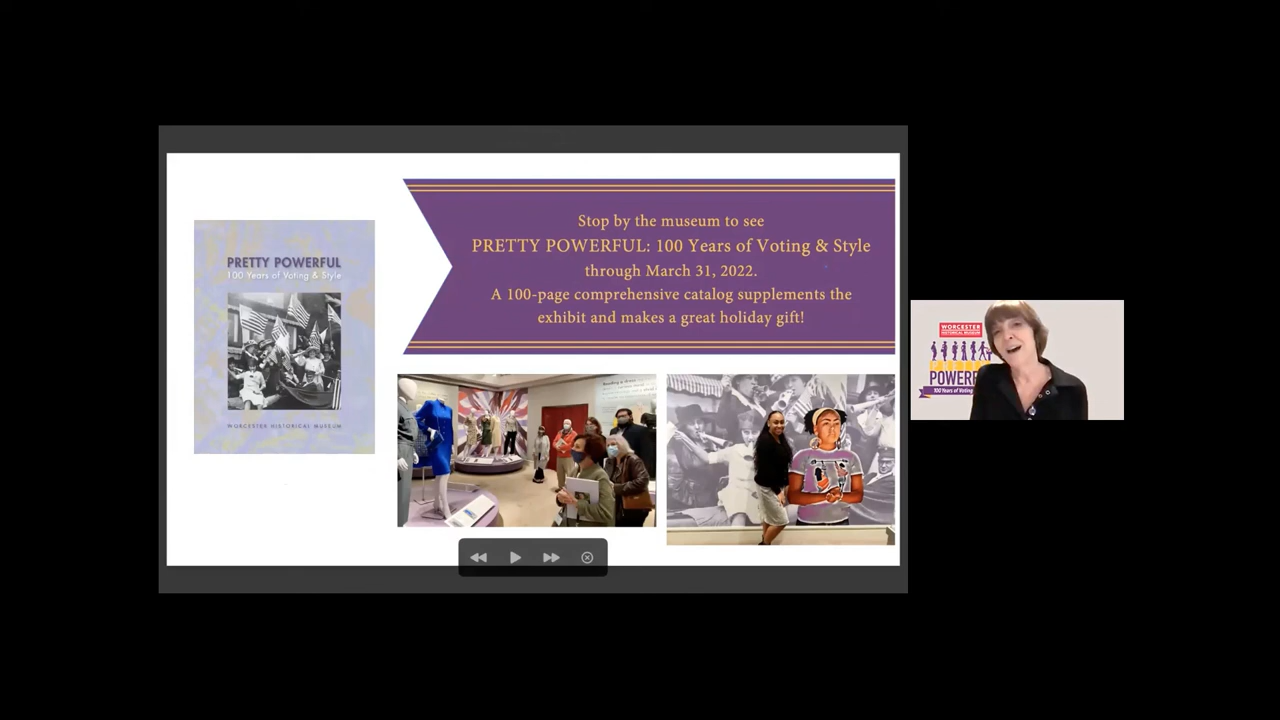 Stop by the museum to see
PRETTY POWERFUL: 100 Years of Voting & Style
through March 31, 2022.
A 100-page comprehensive catalog supplements the
exhibit and makes a great holiday gift!
PRETTY POWERFUL
100 Years of Voting & Style
WORCESTER HISTORICAL MUSEUM
WORCESTER
HISTORICAL MUSEUM
100 Years of Voting